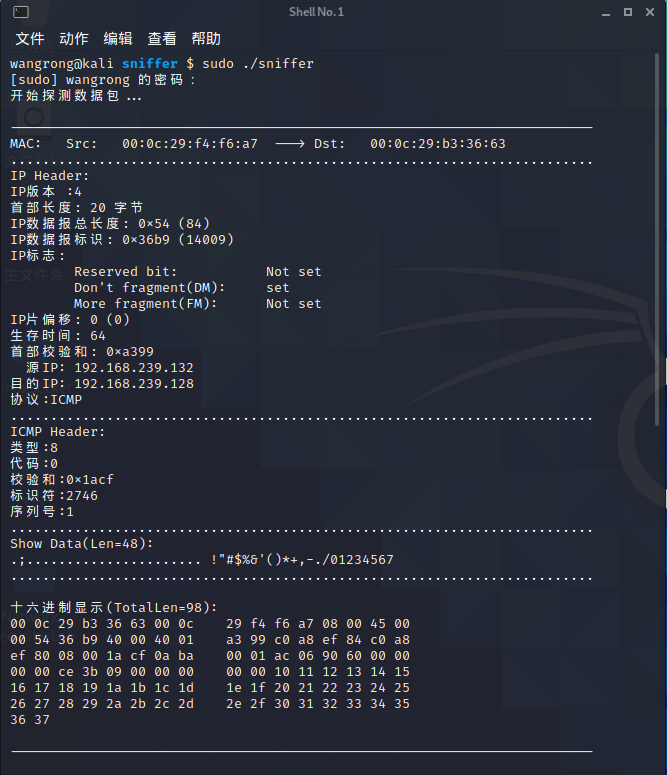 Shell No. 1
文件 动作 编辑 查看 帮助
wangrong@kali sniffer $ sudo ./sniffer
[sudo] wangrong 的密码：
开始探测数据包...
MAC: Src: 00:0c:29:f4:f6:a7 ---> Dst: 00:0c:29:b3:36:63
.........................................................................
IP Header:
IP版本 :4
首部长度: 20 字节
IP数据报总长度: 0×54 (84)
IP数据报标识: 0×36b9 (14009)
IP标志:
Reserved bit: Not set
Don't fragment(DM): set
More fragment(FM): Not set
IP片偏移: 0 (0)
生存时间: 64
首部校验和: 0×a399
源IP: 192.168.239.132
目的IP: 192.168.239.128
协议:ICMP
.........................................................................
ICMP Header:
类型:8
代码:0
校验和:0×1acf
标识符:2746
序列号:1
.........................................................................
Show Data(Len=48):
.;...................... !"#$%&'()*+,-./01234567
.........................................................................
十六进制显示(TotalLen=98):
00 0c 29 b3 36 63 00 0c 29 f4 f6 a7 08 00 45 00
00 54 36 b9 40 00 40 01 a3 99 c0 a8 ef 84 c0 a8
ef 80 08 00 1a cf 0a ba 00 01 ac 06 90 60 00 00
00 00 ce 3b 09 00 00 00 00 00 10 11 12 13 14 15
16 17 18 19 1a 1b 1c 1d 1e 1f 20 21 22 23 24 25
26 27 28 29 2a 2b 2c 2d 2e 2f 30 31 32 33 34 35
36 37